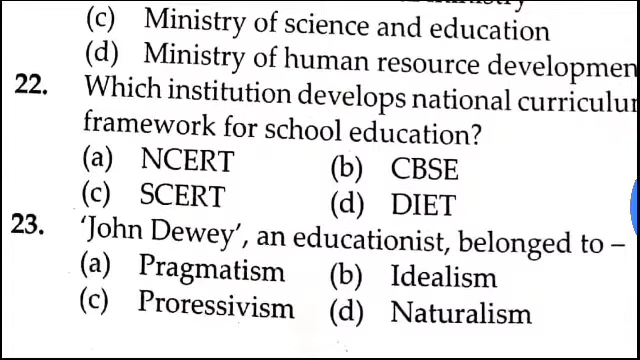 (c) Ministry of science and education
(d) Ministry of human resource developmen
22. Which institution develops national curriculu
framework for school education?
(a) NCERT (b) CBSE
(c) SCERT (d) DIET
23. 'John Dewey', an educationist, belonged to –
(a) Pragmatism (b) Idealism
(c) Proressivism (d) Naturalism